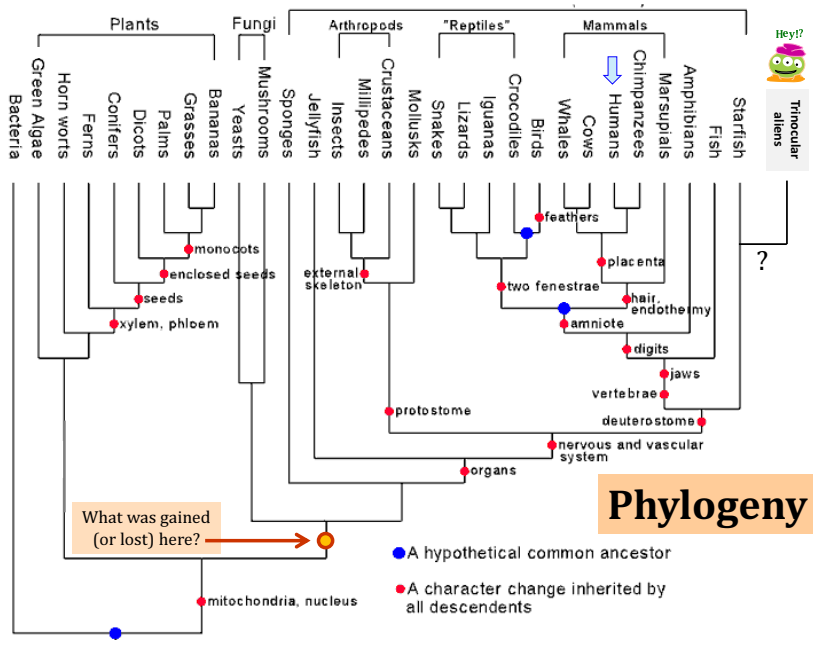 Hey!?
Plants
Fungi
Arthropods
"Reptiles"
Mammals
Bacteria
Green Algae
Horn worts
Ferns
Conifers
Dicots
Palms
Grasses
Bananas
Yeasts
Mushrooms
Sponges
Jellyfish
Insects
Millipedes
Crustaceans
Mollusks
Snakes
Lizards
Iguanas
Crocodiles
Birds
Whales
Cows
Humans
Chimpanzees
Marsupials
Amphibians
Fish
Starfish
Trinocular
aliens
feathers
monocots
?
placenta
enclosed seeds
external
skeleton
two fenestrae
seeds
hair,
endothermy
xylem, phloem
amniote
digits
jaws
vertebrae
protostome
deuterostome
nervous and vascular
system
organs
Phylogeny
What was gained
(or lost) here?
A hypothetical common ancestor
A character change inherited by
all descendents
mitochondria, nucleus